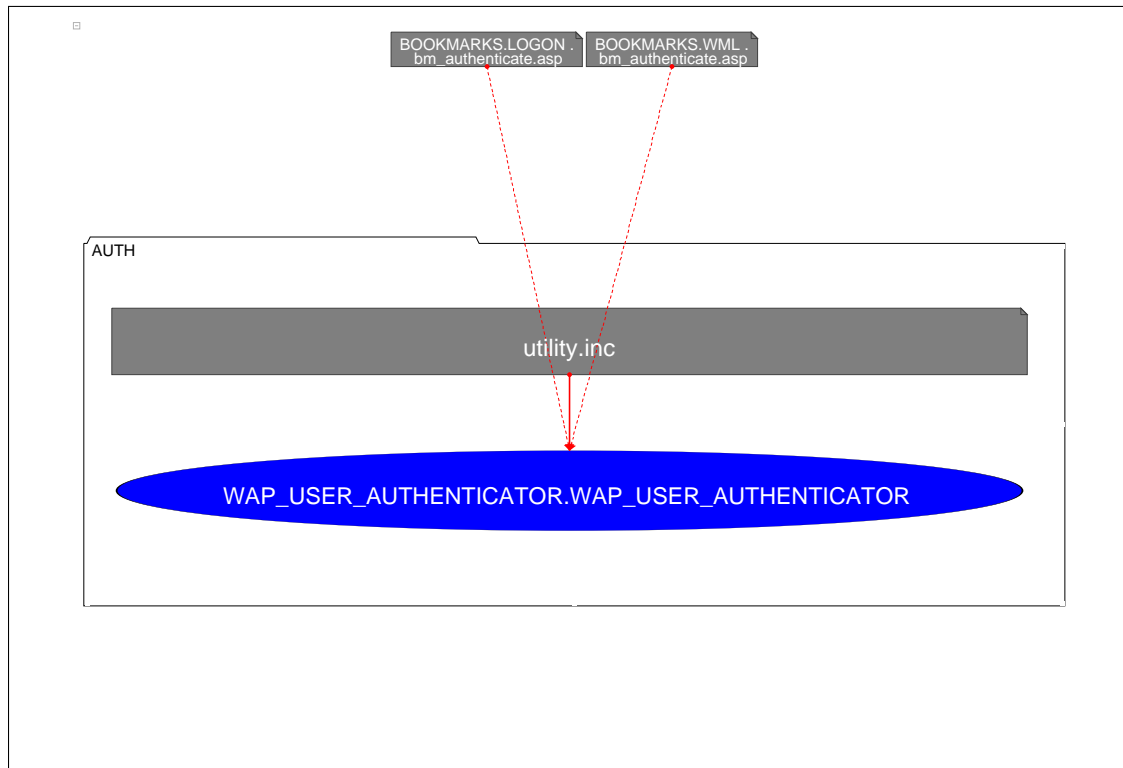 BOOKMARKS.LOGON .
bm_authenticate.asp
BOOKMARKS.WML .
bm_authenticate.asp
AUTH
utility.inc
WAP_USER_AUTHENTICATOR.WAP_USER_AUTHENTICATOR